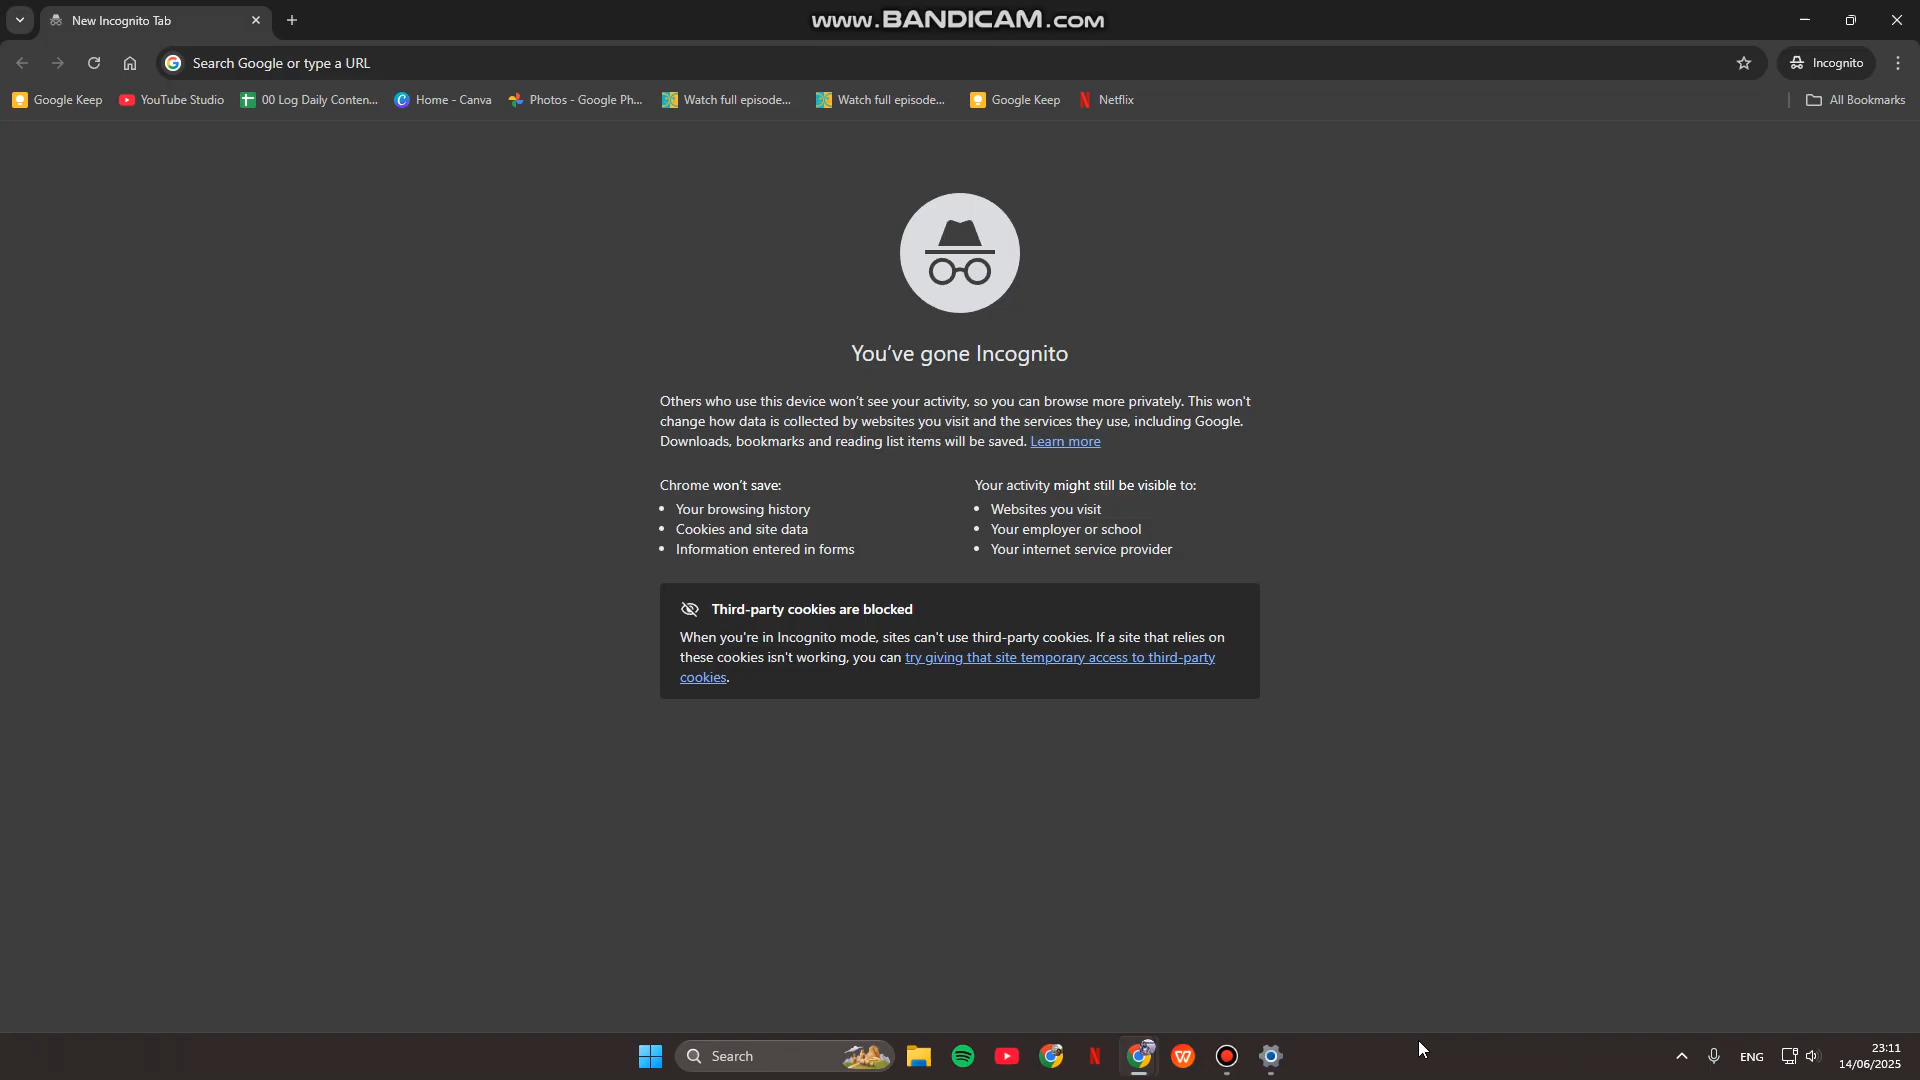 New Incognito Tab
www.BANDICAM.com
Search Google or type a URL
Incognito
Google Keep
YouTube Studio
00 Log Daily Conten...
Home - Canva
Photos - Google Ph...
Watch full episode...
Watch full episode...
Google Keep
Netflix
All Bookmarks
You've gone Incognito
Others who use this device won't see your activity, so you can browse more privately. This won't
change how data is collected by websites you visit and the services they use, including Google.
Downloads, bookmarks and reading list items will be saved. Learn more
Chrome won't save:
Your browsing history
Cookies and site data
Information entered in forms
Your activity might still be visible to:
Websites you visit
Your employer or school
Your internet service provider
Third-party cookies are blocked
When you're in Incognito mode, sites can't use third-party cookies. If a site that relies on
these cookies isn't working, you can try giving that site temporary access to third-party
cookies.
Search
ENG
23:11
14/06/2025